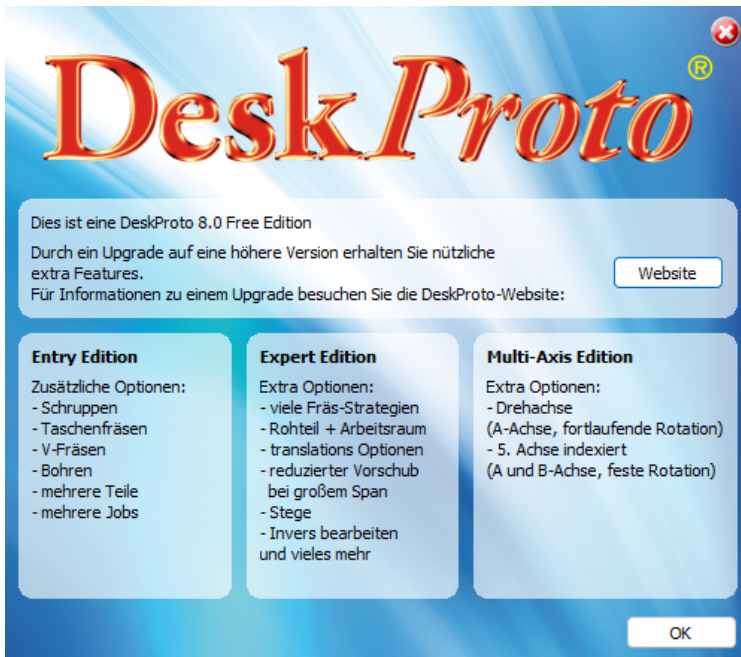 DeskProto®
Dies ist eine DeskProto 8.0 Free Edition
Durch ein Upgrade auf eine höhere Version erhalten Sie nützliche
extra Features.
Für Informationen zu einem Upgrade besuchen Sie die DeskProto-Website:
Website
Entry Edition
Zusätzliche Optionen:
- Schruppen
- Taschenfräsen
- V-Fräsen
- Bohren
- mehrere Teile
- mehrere Jobs
Expert Edition
Extra Optionen:
- viele Fräs-Strategien
- Rohteil + Arbeitsraum
- translations Optionen
- reduzierter Vorschub
bei großem Span
- Stege
- Invers bearbeiten
und vieles mehr
Multi-Axis Edition
Extra Optionen:
- Drehachse
(A-Achse, fortlaufende Rotation)
- 5. Achse indexiert
(A und B-Achse, feste Rotation)
OK